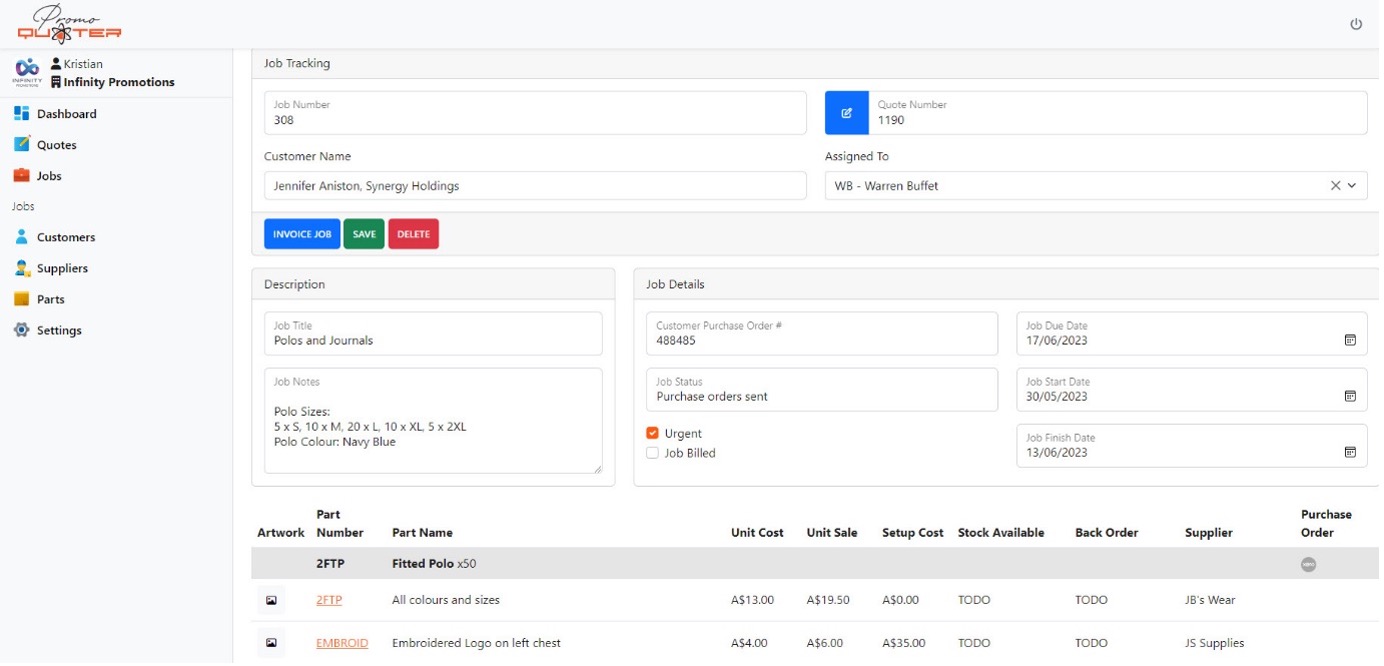 Promo
QUOTER
Kristian
INFINITY
Infinity Promotions
Dashboard
Quotes
Jobs
Jobs
Customers
Suppliers
Parts
Settings
Job Tracking
Job Number
308
Quote Number
1190
Customer Name
Jennifer Aniston, Synergy Holdings
Assigned To
WB - Warren Buffet
INVOICE JOB SAVE DELETE
Description
Job Title
Polos and Journals
Job Notes
Polo Sizes:
5 x S, 10 x M, 20 x L, 10 x XL, 5 x 2XL
Polo Colour: Navy Blue
Job Details
Customer Purchase Order #
488485
Job Due Date
17/06/2023
Job Status
Purchase orders sent
Job Start Date
30/05/2023
Urgent
Job Billed
Job Finish Date
13/06/2023
Artwork Part Number Part Name Unit Cost Unit Sale Setup Cost Stock Available Back Order Supplier Purchase Order
2FTP Fitted Polo x50
2FTP All colours and sizes A$13.00 A$19.50 A$0.00 TODO TODO JB's Wear
EMBROID Embroidered Logo on left chest A$4.00 A$6.00 A$35.00 TODO TODO JS Supplies